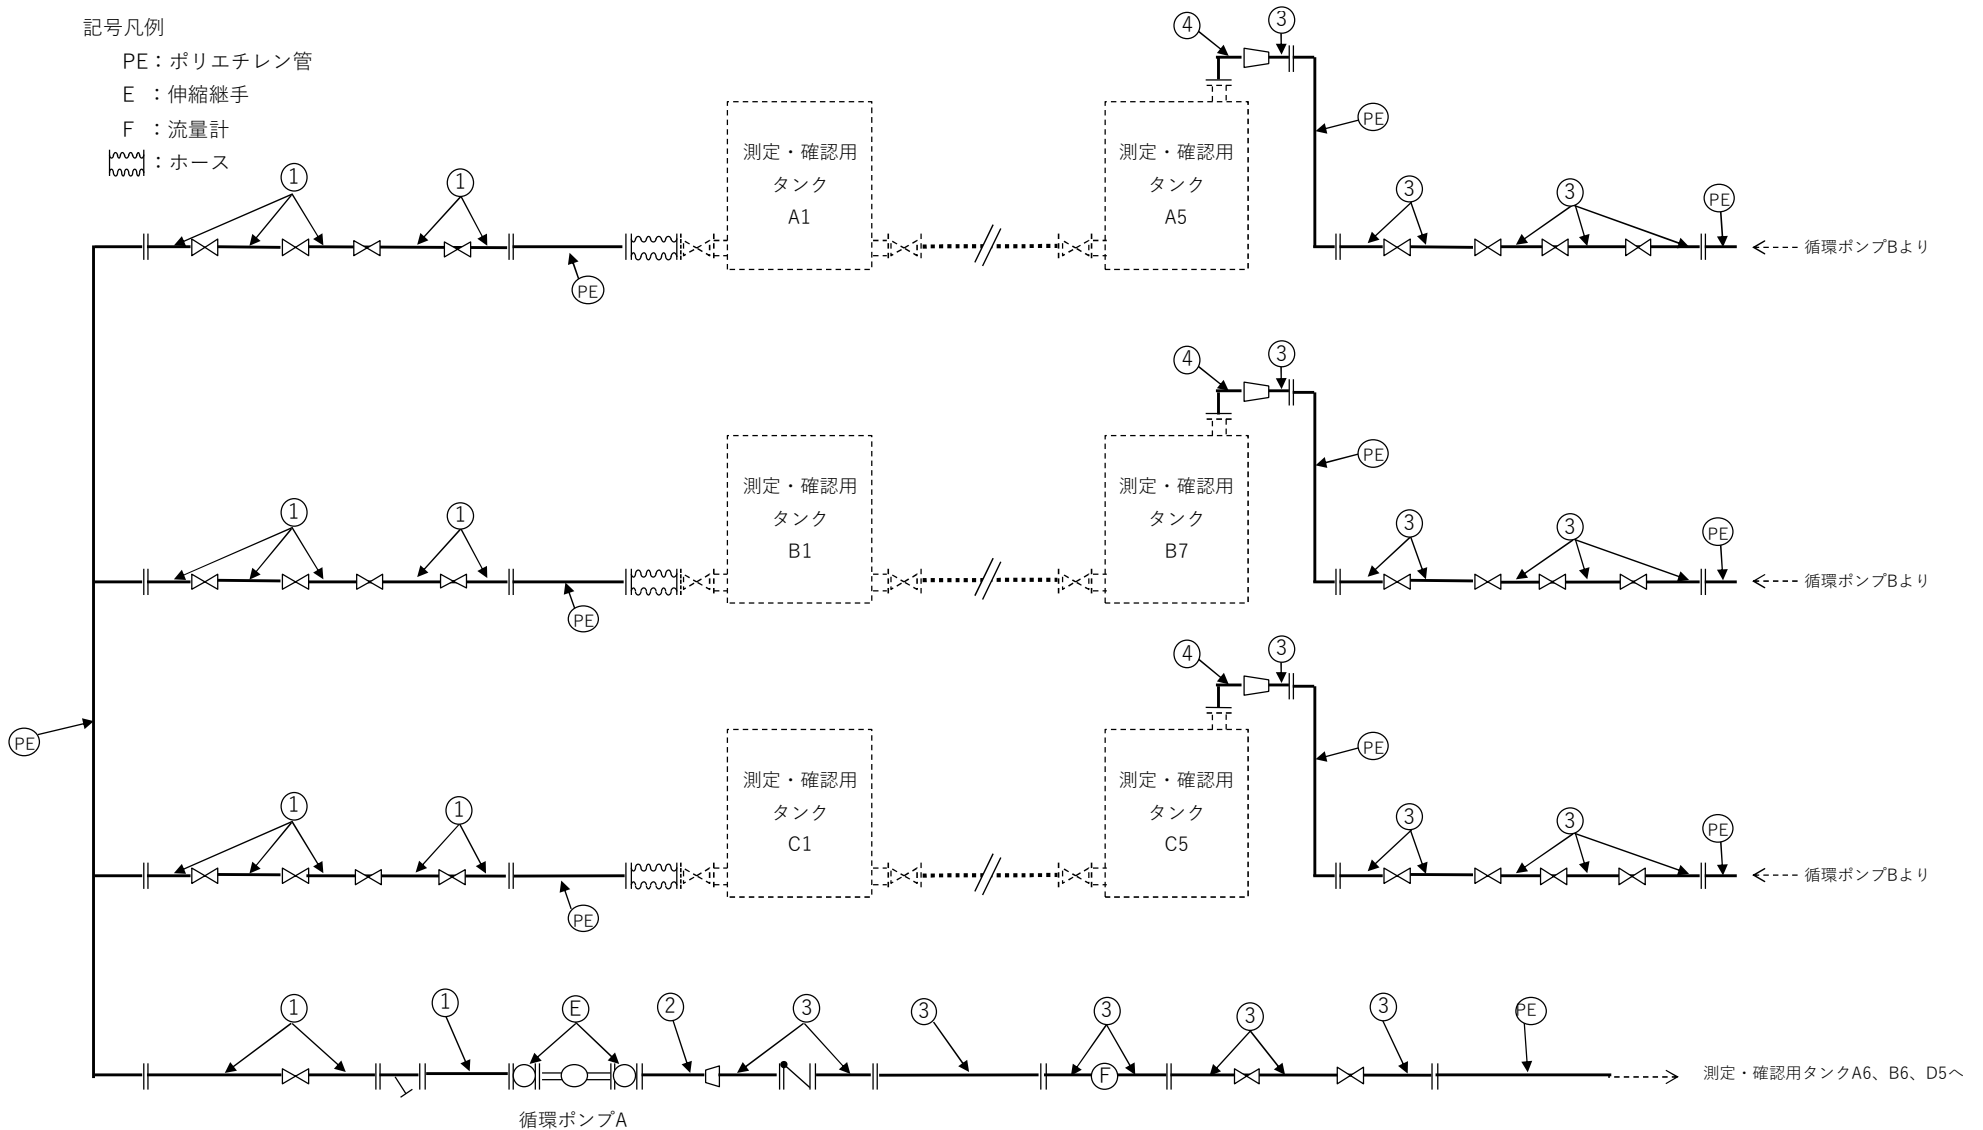 記号凡例
PE：ポリエチレン管
E ：伸縮継手
F ：流量計
：ホース
④ ③
PE
測定・確認用
タンク
A1
測定・確認用
タンク
A5
① ①
③ ③ PE
PE
循環ポンプBより
④ ③
PE
測定・確認用
タンク
B1
測定・確認用
タンク
B7
① ①
③ ③ PE
PE
循環ポンプBより
④ ③
PE
測定・確認用
タンク
C1
測定・確認用
タンク
C5
PE
① ①
③ ③ PE
PE
循環ポンプBより
① ① E ② ③ ③ ③ ③ ③ PE
F
測定・確認用タンクA6、B6、D5へ
循環ポンプA